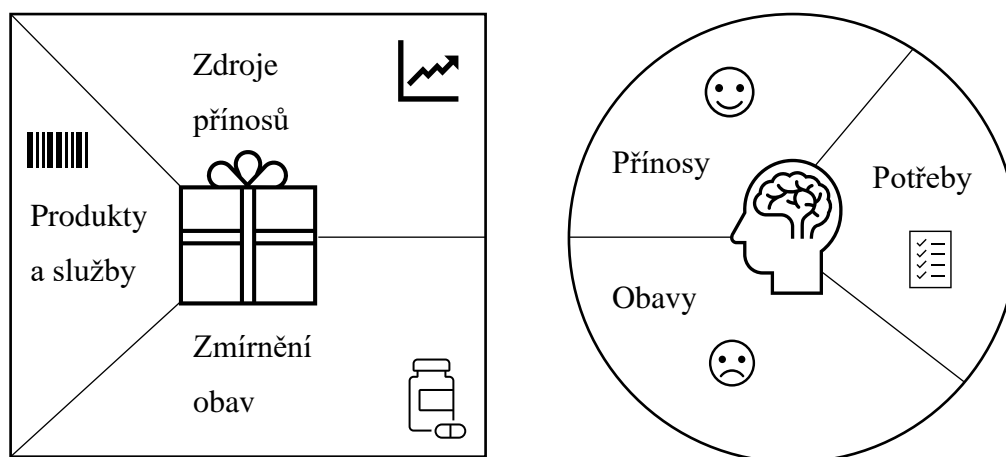 Zdroje
přínosů
Produkty
a služby
Zmírnění
obav
Přínosy
Potřeby
Obavy